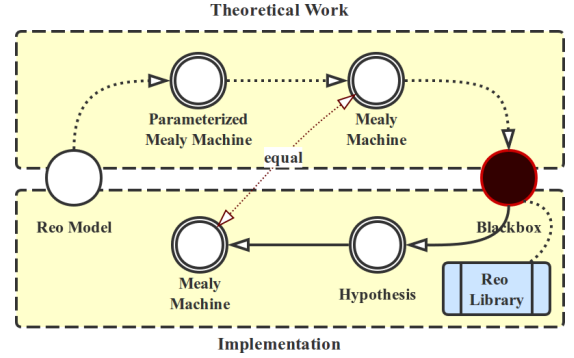 Theoretical Work
Parameterized
Mealy Machine
Mealy
Machine
equal
Reo Model
Blackbox
Mealy
Machine
Hypothesis
Reo
Library
Implementation